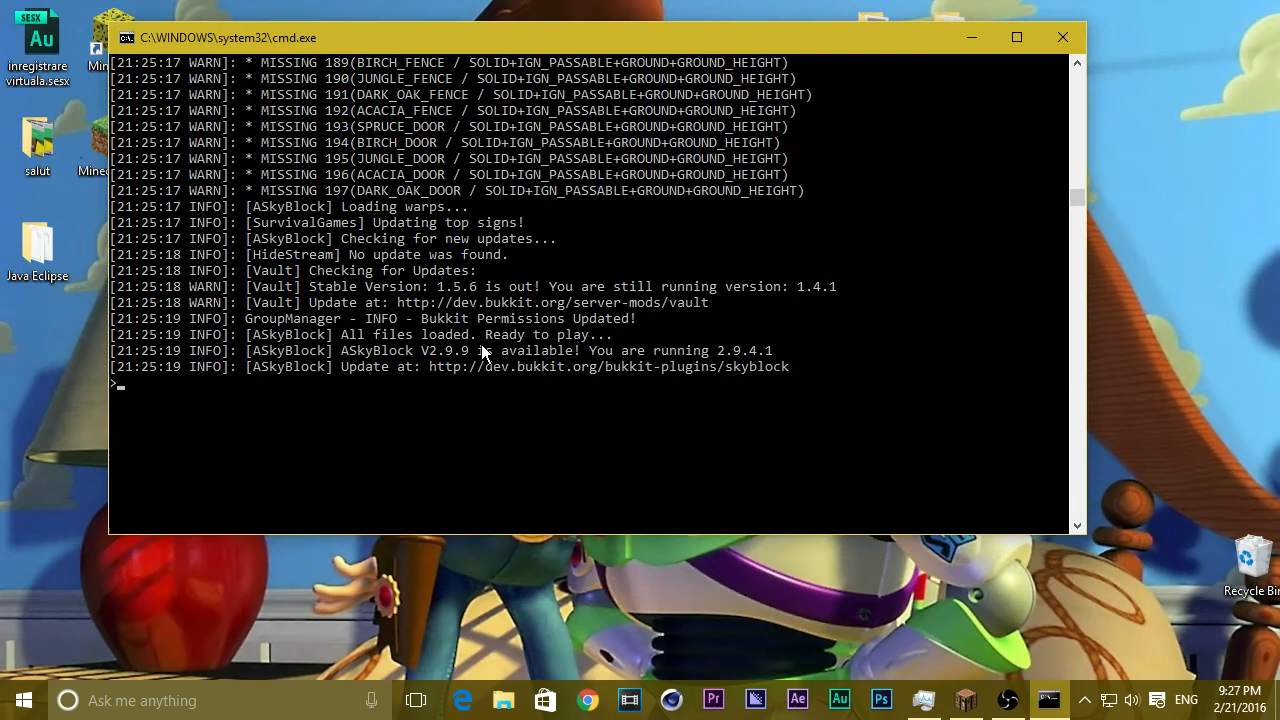 SESX
Au
inregistrare
virtuala.sesx
Min
salut
Minec
Java Eclipse
C:\WINDOWS\system32\cmd.exe
[21:25:17 WARN]: * MISSING 189(BIRCH_FENCE / SOLID+IGN_PASSABLE+GROUND+GROUND_HEIGHT)
[21:25:17 WARN]: * MISSING 190(JUNGLE_FENCE / SOLID+IGN_PASSABLE+GROUND+GROUND_HEIGHT)
[21:25:17 WARN]: * MISSING 191(DARK_OAK_FENCE / SOLID+IGN_PASSABLE+GROUND+GROUND_HEIGHT)
[21:25:17 WARN]: * MISSING 192(ACACIA_FENCE / SOLID+IGN_PASSABLE+GROUND+GROUND_HEIGHT)
[21:25:17 WARN]: * MISSING 193(SPRUCE_DOOR / SOLID+IGN_PASSABLE+GROUND+GROUND_HEIGHT)
[21:25:17 WARN]: * MISSING 194(BIRCH_DOOR / SOLID+IGN_PASSABLE+GROUND+GROUND_HEIGHT)
[21:25:17 WARN]: * MISSING 195(JUNGLE_DOOR / SOLID+IGN_PASSABLE+GROUND+GROUND_HEIGHT)
[21:25:17 WARN]: * MISSING 196(ACACIA_DOOR / SOLID+IGN_PASSABLE+GROUND+GROUND_HEIGHT)
[21:25:17 WARN]: * MISSING 197(DARK_OAK_DOOR / SOLID+IGN_PASSABLE+GROUND+GROUND_HEIGHT)
[21:25:17 INFO]: [ASkyBlock] Loading warps...
[21:25:17 INFO]: [SurvivalGames] Updating top signs!
[21:25:17 INFO]: [ASkyBlock] Checking for new updates...
[21:25:18 INFO]: [HideStream] No update was found.
[21:25:18 INFO]: [Vault] Checking for Updates:
[21:25:18 WARN]: [Vault] Stable Version: 1.5.6 is out! You are still running version: 1.4.1
[21:25:18 WARN]: [Vault] Update at: http://dev.bukkit.org/server-mods/vault
[21:25:19 INFO]: GroupManager - INFO - Bukkit Permissions Updated!
[21:25:19 INFO]: [ASkyBlock] All files loaded. Ready to play...
[21:25:19 INFO]: [ASkyBlock] ASkyBlock V2.9.9 is available! You are running 2.9.4.1
[21:25:19 INFO]: [ASkyBlock] Update at: http://dev.bukkit.org/bukkit-plugins/skyblock
>_
Recycle Bin
Ask me anything
Pr
Ae
Au
Ps
ENG
9:27 PM
2/21/2016